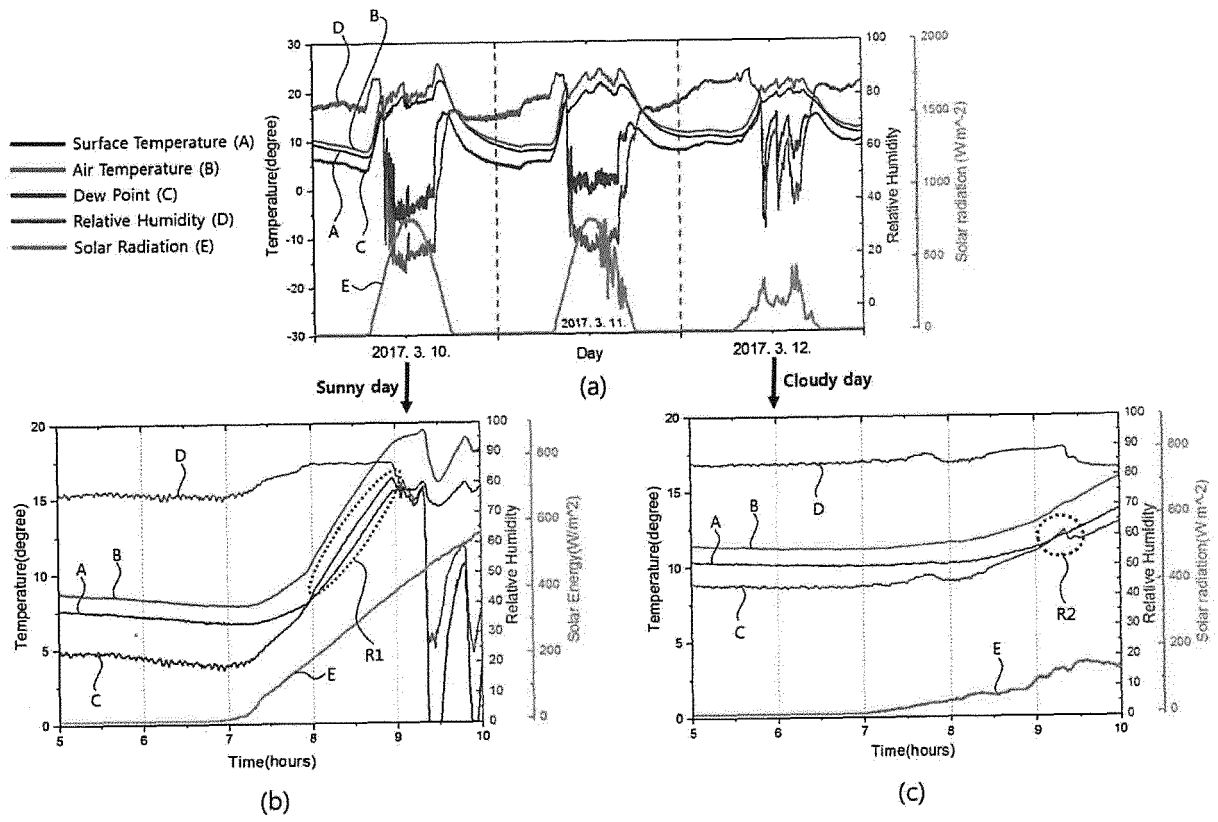 D
B
30
20
10
0
-10
-20
-30
Temperature(degree)
100
80
60
40
20
0
Relative Humidity
2000
1500
1000
500
0
Solar radiation (W/m^-2)
Surface Temperature (A)
Air Temperature (B)
Dew Point (C)
Relative Humidity (D)
Solar Radiation (E)
A
C
E
2017. 3. 10.
2017. 3. 11.
Day
2017. 3. 12.
Sunny day
(a)
Cloudy day
20
15
10
5
0
Temperature(degree)
D
A
B
C
R1
E
100
90
80
70
60
50
40
30
20
10
0
Relative Humidity
800
600
400
200
0
Solar Energy(W/m^2)
5
6
7
8
9
10
Time(hours)
(b)
20
15
10
5
0
Temperature(degree)
D
A
B
C
R2
E
100
90
80
70
60
50
40
30
20
10
0
Relative Humidity
800
600
400
200
0
Solar radiation(W/m^-2)
5
6
7
8
9
10
Time(hours)
(c)